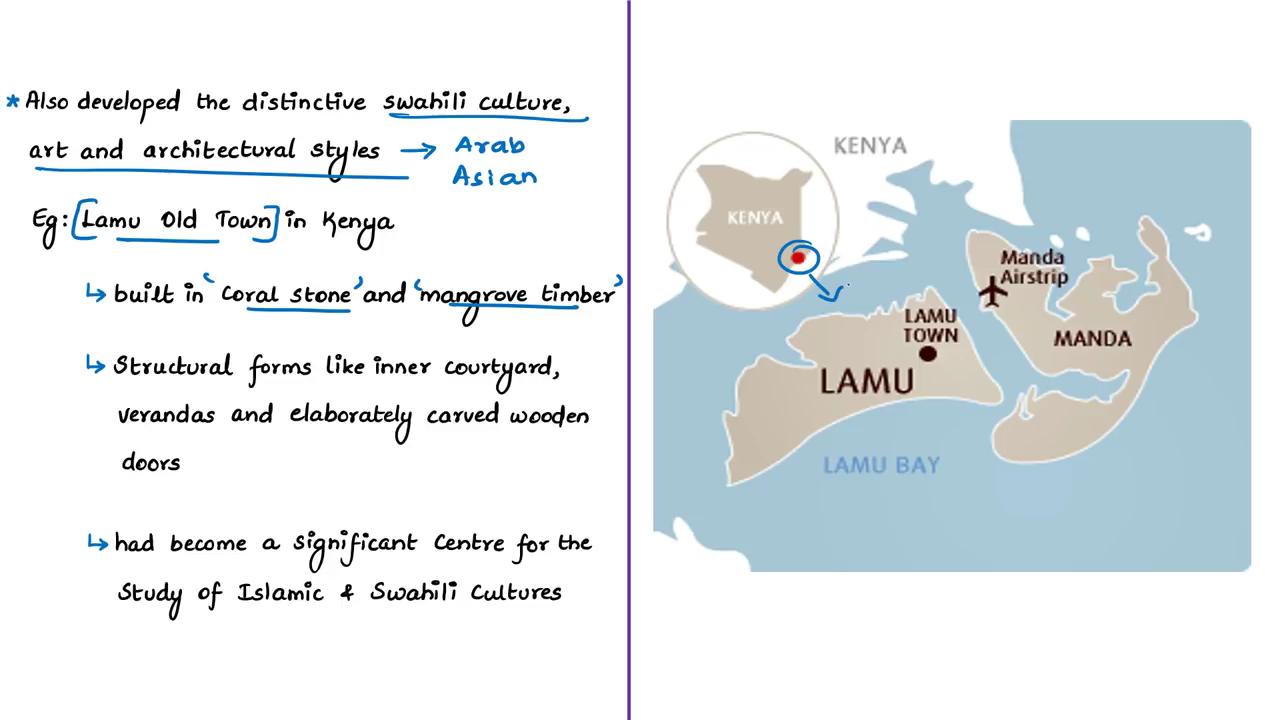 * Also developed the distinctive swahili culture,
art and architectural styles → Arab
Asian
Eg: [Lamu Old Town] in Kenya
↳ built in 'coral stone' and 'mangrove timber'
↳ Structural forms like inner courtyard,
verandas and elaborately carved wooden
doors
↳ had become a significant Centre for the
Study of Islamic & Swahili Cultures
KENYA
KENYA
Manda
Airstrip
LAMU
TOWN
MANDA
LAMU
LAMU BAY